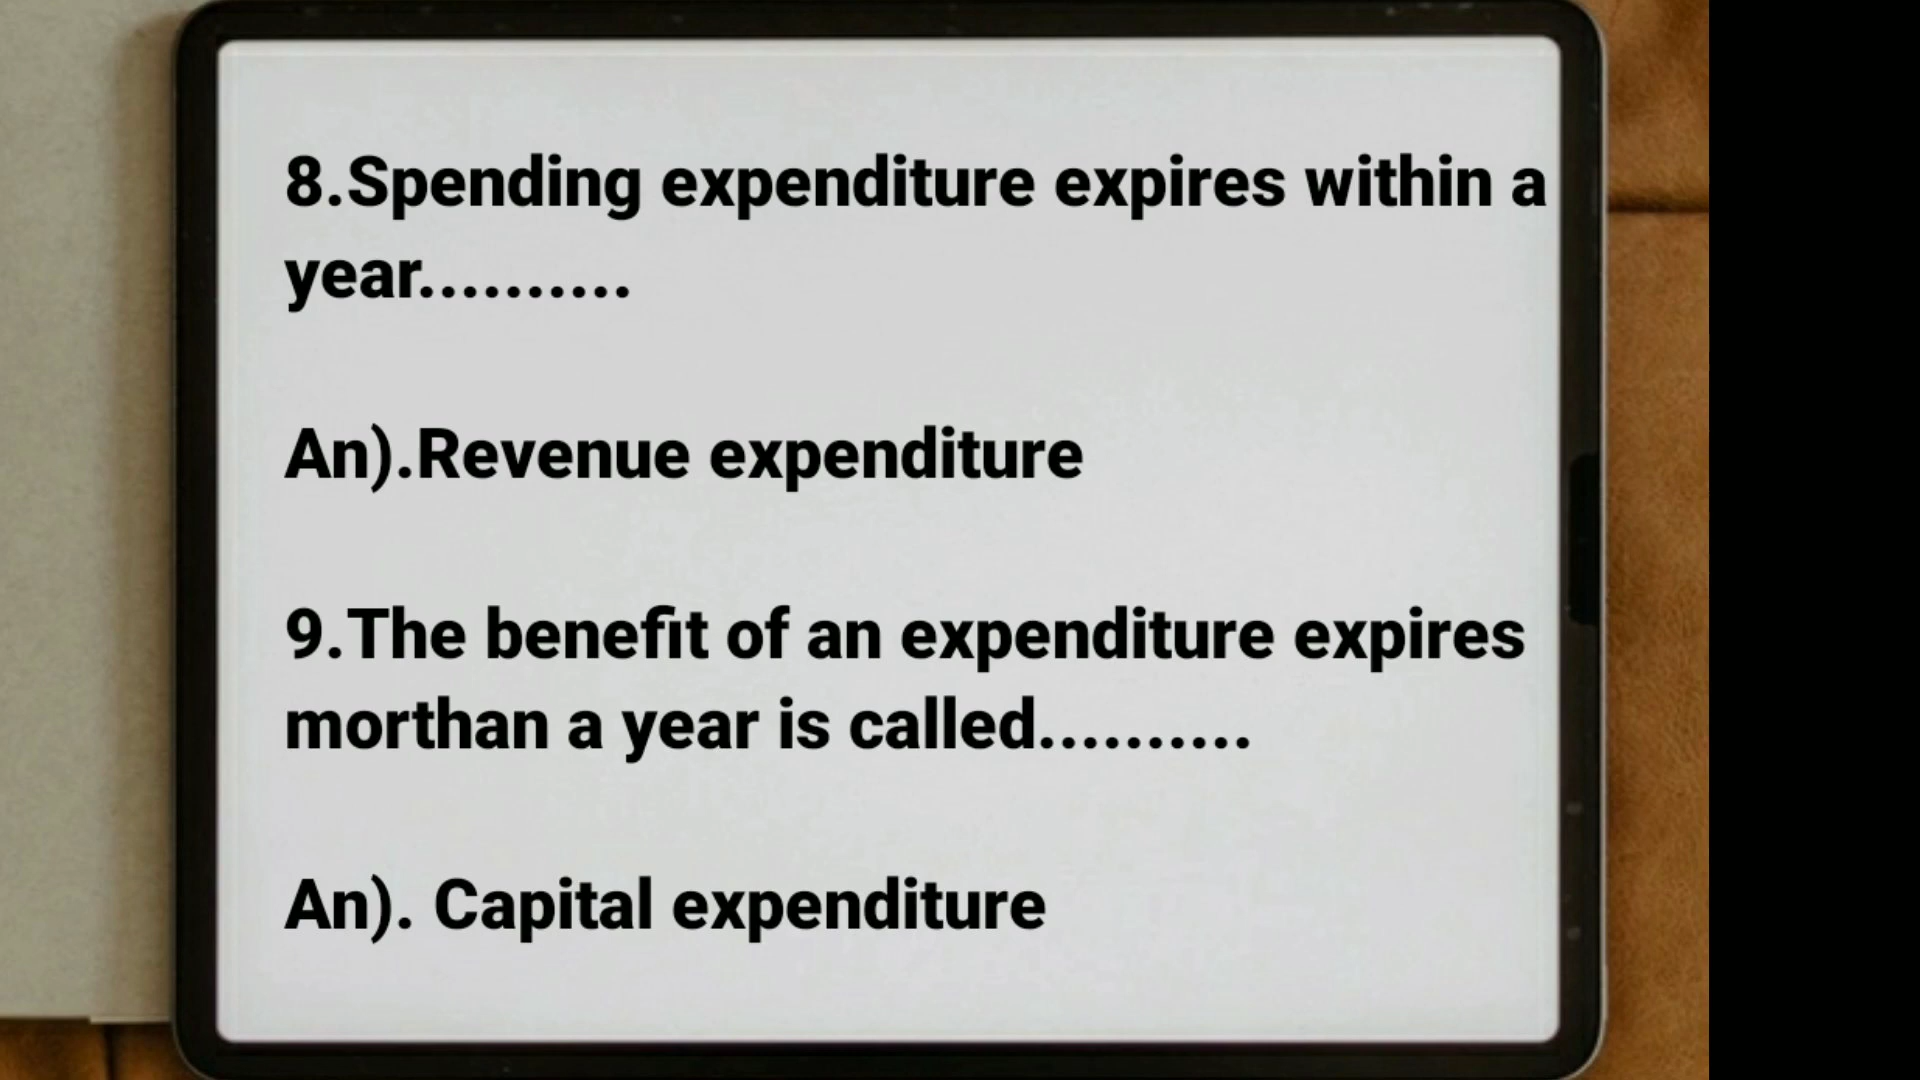 8.Spending expenditure expires within a
year..........
An).Revenue expenditure
9.The benefit of an expenditure expires
morthan a year is called..........
An). Capital expenditure